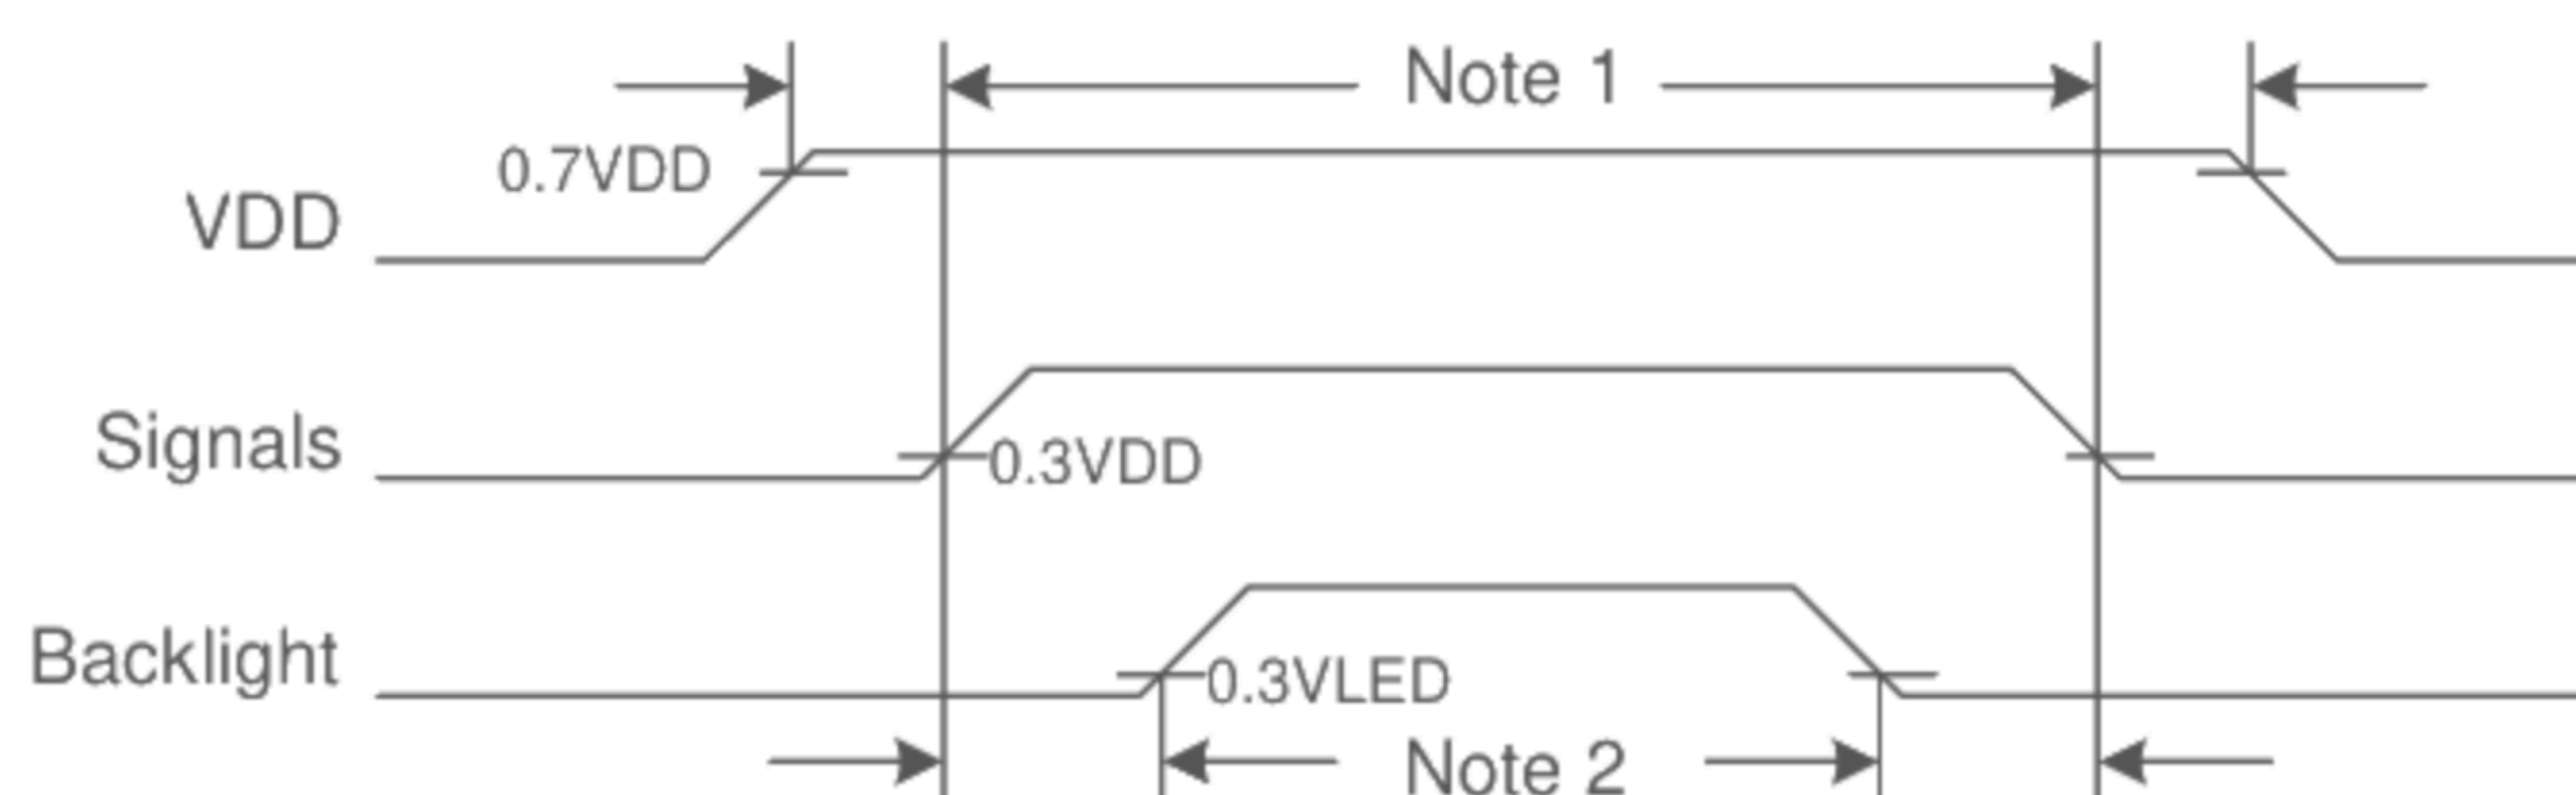 Note 1
0.7VDD
VDD
Signals
0.3VDD
Backlight
0.3VLED
Note 2